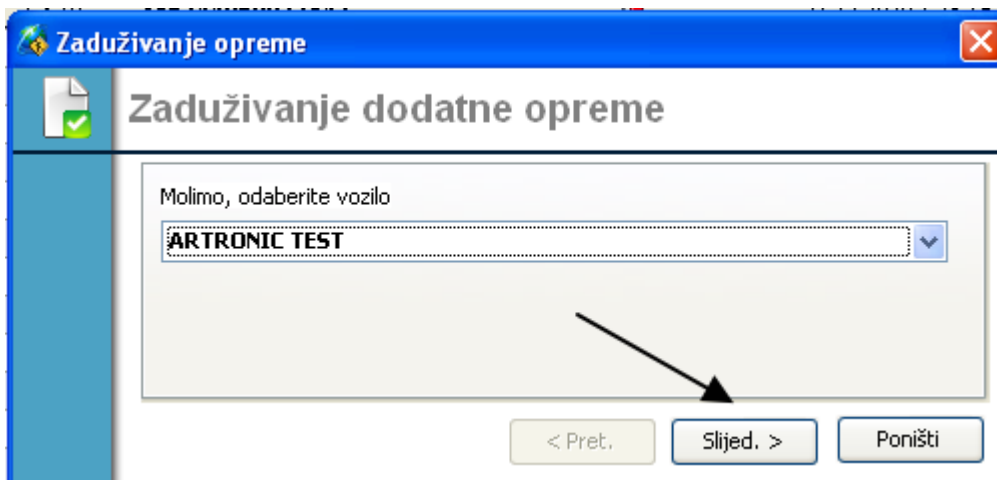 Zaduživanje opreme
Zaduživanje dodatne opreme
Molimo, odaberite vozilo
ARTRONIC TEST
< Pret.
Slijed. >
Poništi